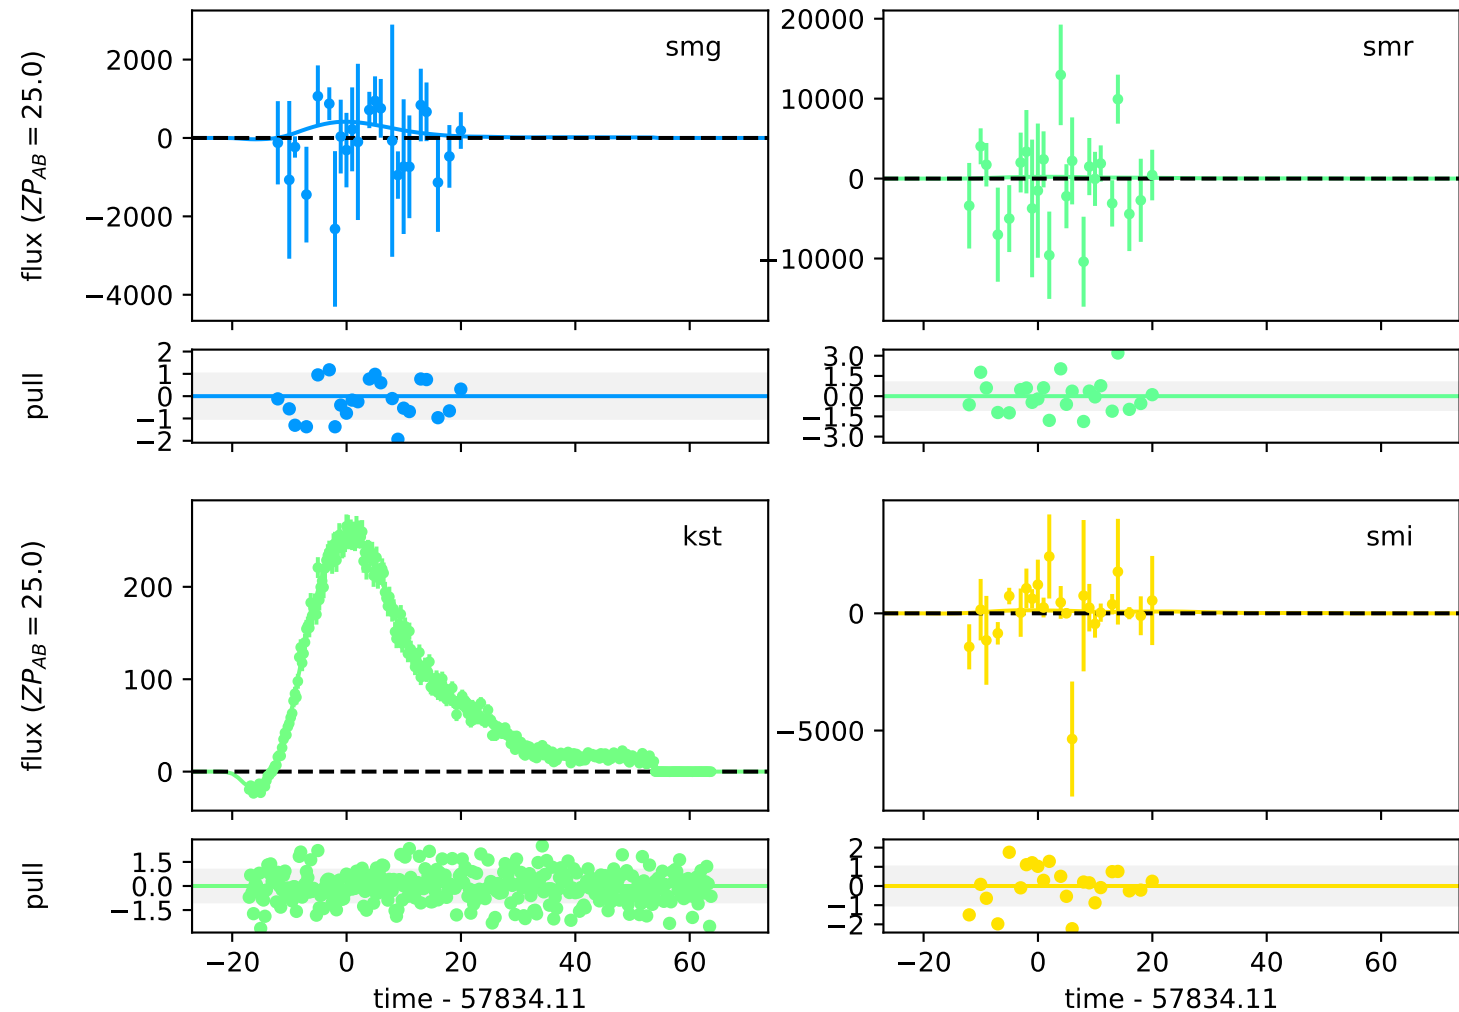 smg
flux (ZP_AB = 25.0)
2000
0
−2000
−4000
smr
20000
10000
0
−10000
pull
2
1
0
−1
−2
3.0
1.5
0.0
−1.5
−3.0
kst
flux (ZP_AB = 25.0)
200
100
0
smi
0
−5000
pull
1.5
0.0
−1.5
2
1
0
−1
−2
−20 0 20 40 60
time - 57834.11
−20 0 20 40 60
time - 57834.11